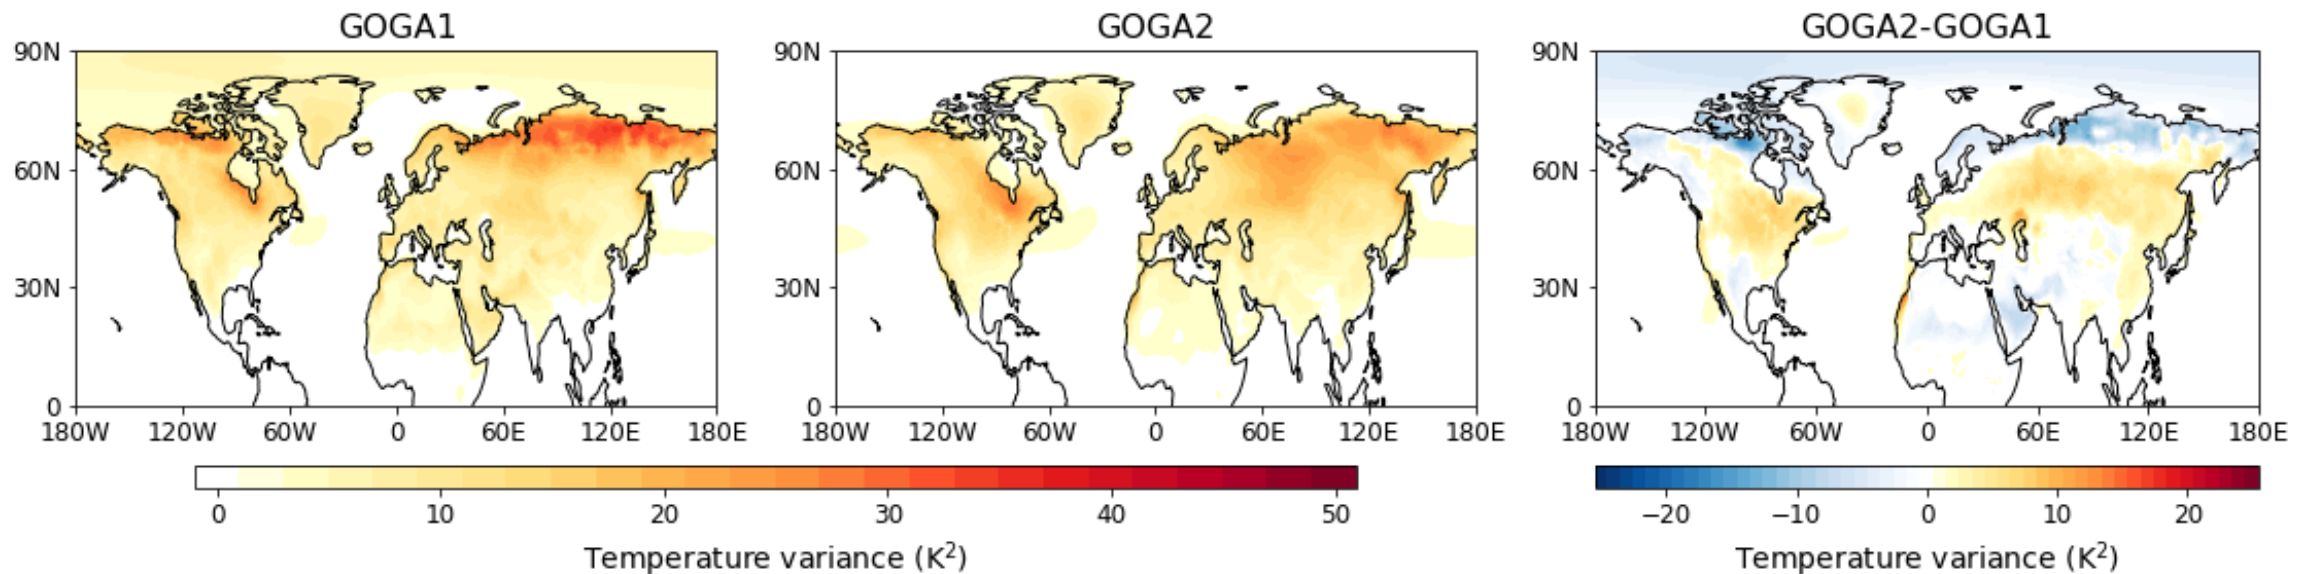 GOGA1
GOGA2
GOGA2-GOGA1
90N
60N
30N
0
180W 120W 60W 0 60E 120E 180E
90N
60N
30N
0
180W 120W 60W 0 60E 120E 180E
90N
60N
30N
0
180W 120W 60W 0 60E 120E 180E
0 10 20 30 40 50
Temperature variance (K²)
−20 −10 0 10 20
Temperature variance (K²)